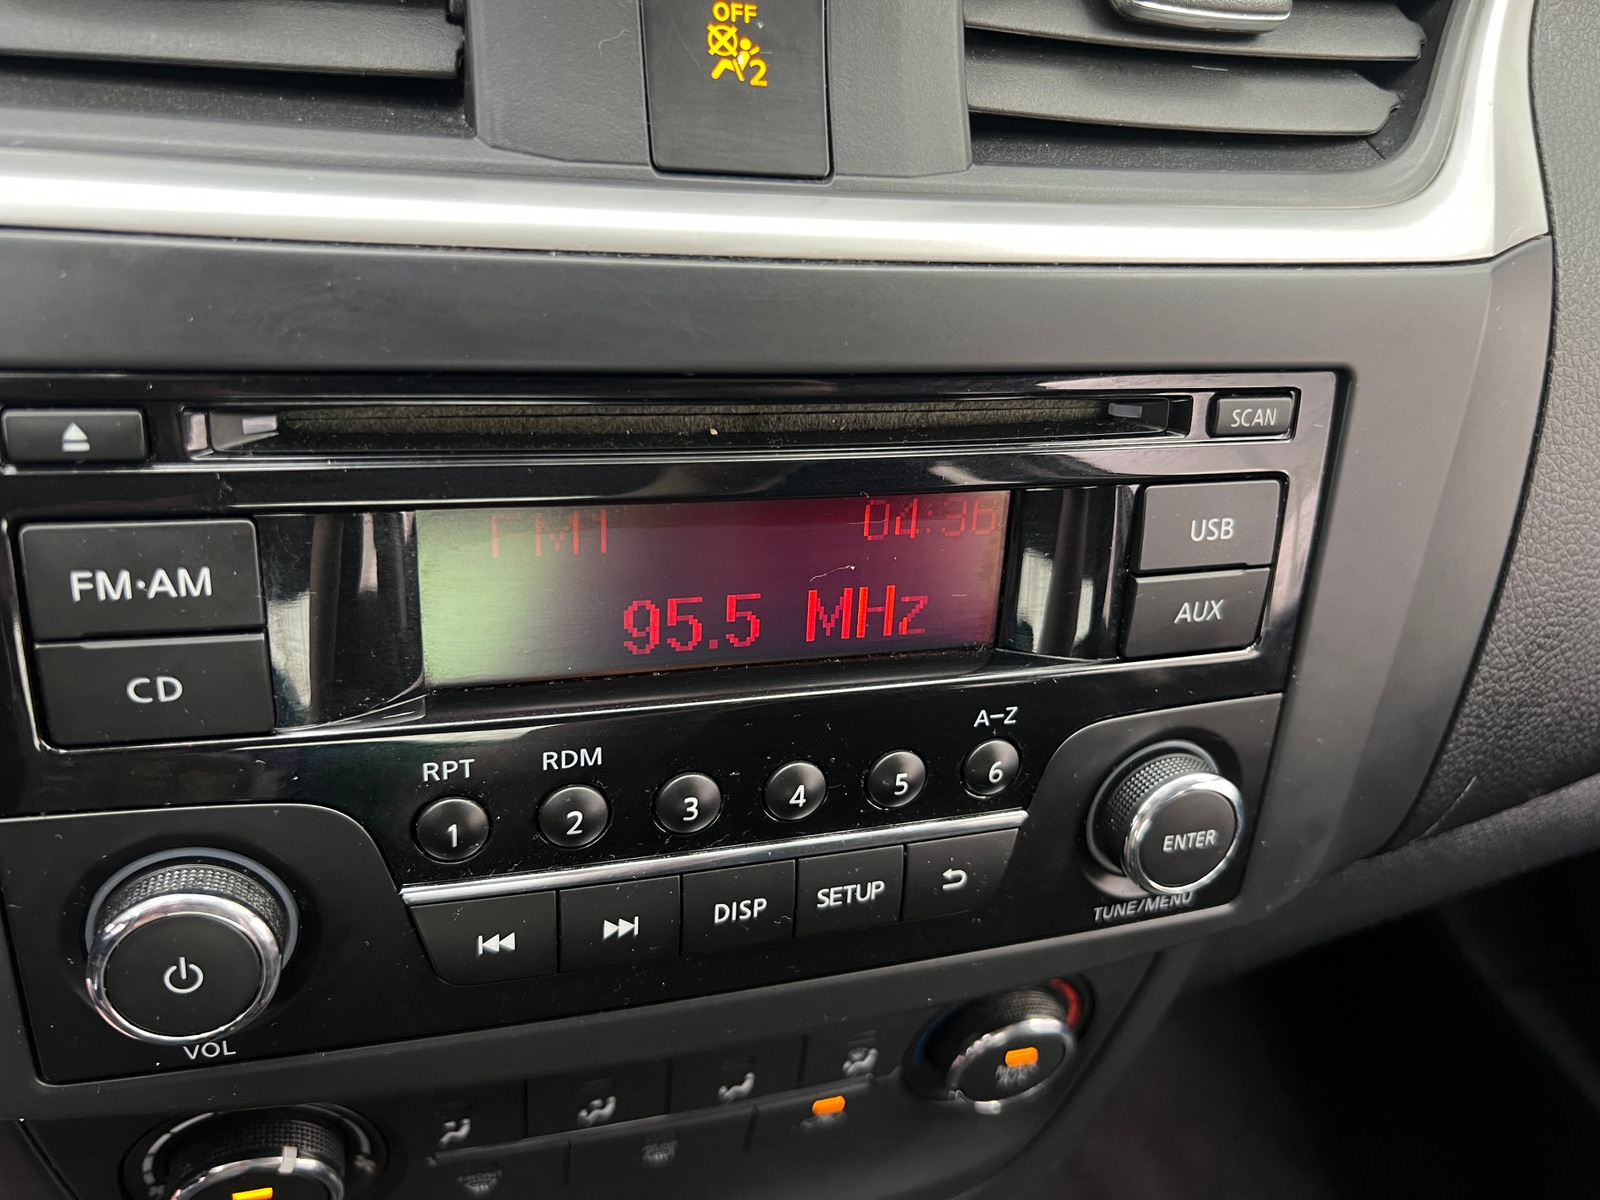 OFF
2
SCAN
FM1 04:36
95.5 MHz
FM·AM
CD
USB
AUX
RPT RDM A-Z
1 2 3 4 5 6
DISP SETUP
ENTER
TUNE/MENU
VOL